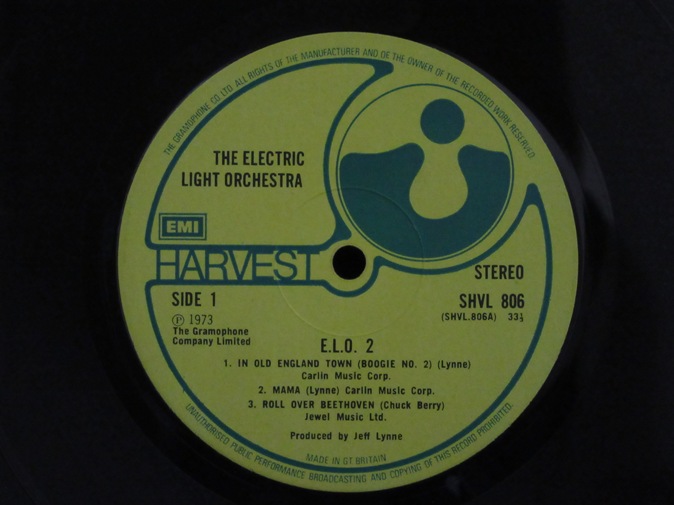 THE GRAMOPHONE CO LTD. ALL RIGHTS OF THE MANUFACTURER AND OF THE OWNER OF THE RECORDED WORK RESERVED
THE ELECTRIC
LIGHT ORCHESTRA
EMI
HARVEST
STEREO
SIDE 1
SHVL 806
(SHVL.806A) 33⅓
Ⓟ 1973
The Gramophone
Company Limited
E.L.O. 2
1. IN OLD ENGLAND TOWN (BOOGIE NO. 2) (Lynne)
Carlin Music Corp.
2. MAMA (Lynne) Carlin Music Corp.
3. ROLL OVER BEETHOVEN (Chuck Berry)
Jewel Music Ltd.
Produced by Jeff Lynne
MADE IN GT BRITAIN
UNAUTHORISED PUBLIC PERFORMANCE BROADCASTING AND COPYING OF THIS RECORD PROHIBITED.